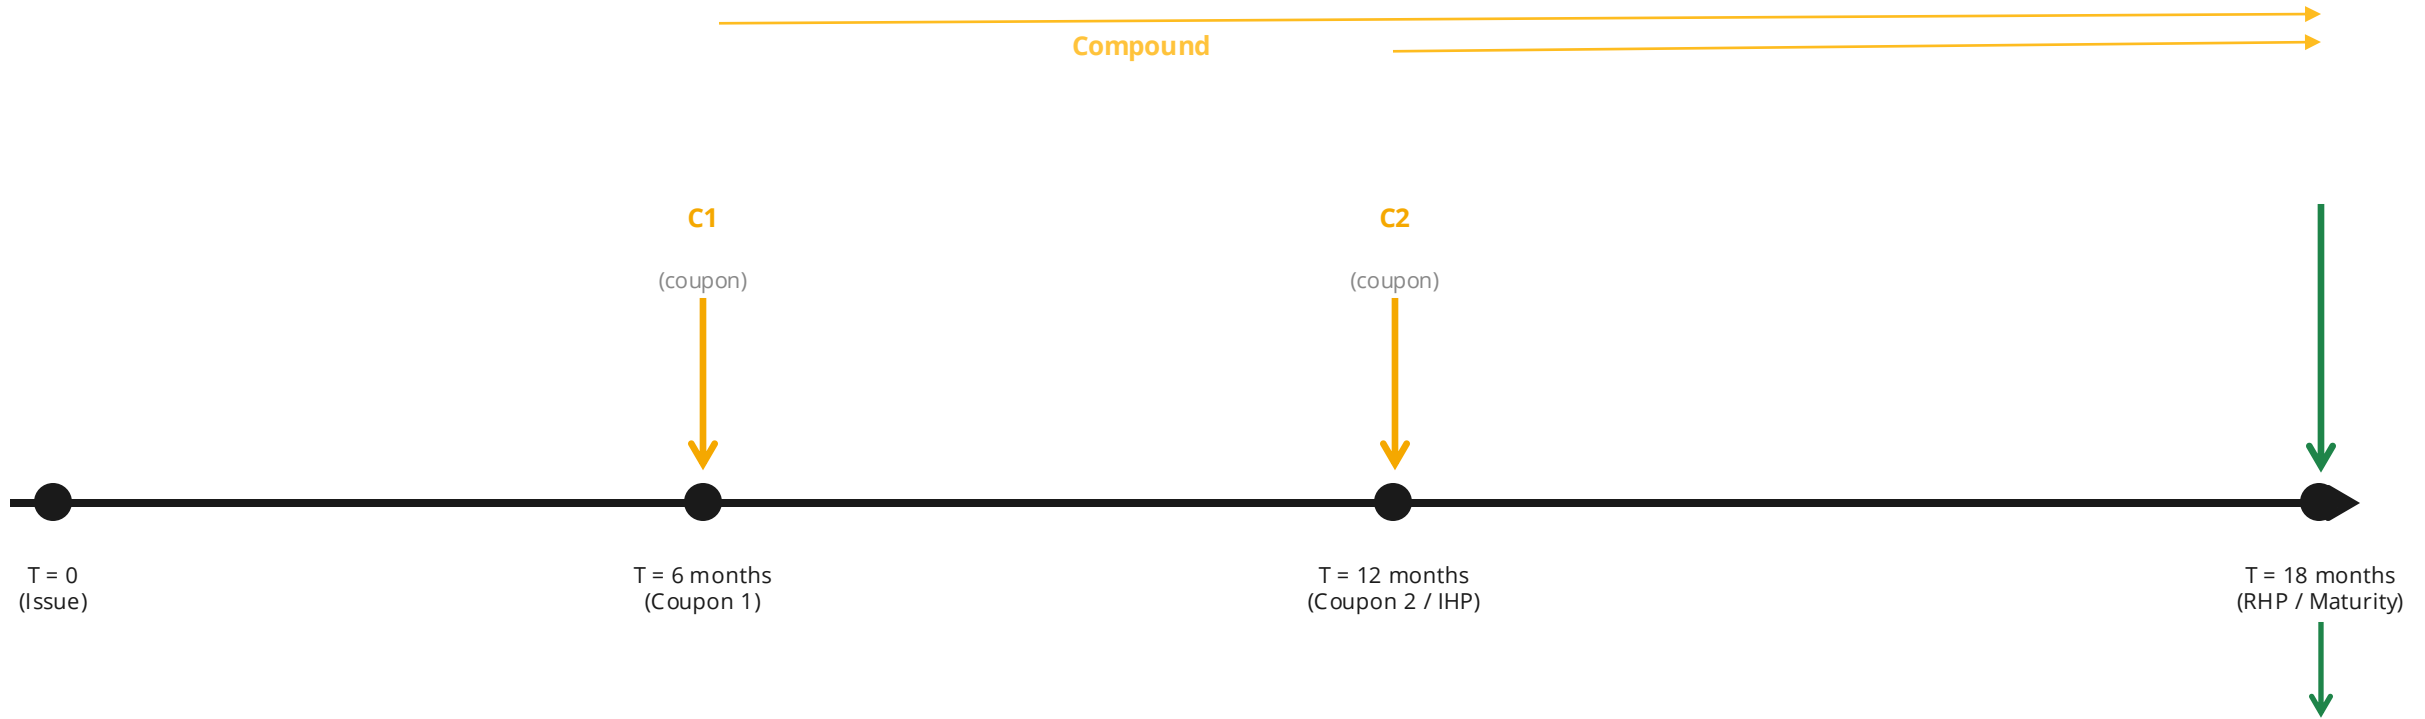 Compound
C1
C2
(coupon)
(coupon)
T = 0
(Issue)
T = 6 months
(Coupon 1)
T = 12 months
(Coupon 2 / IHP)
T = 18 months
(RHP / Maturity)